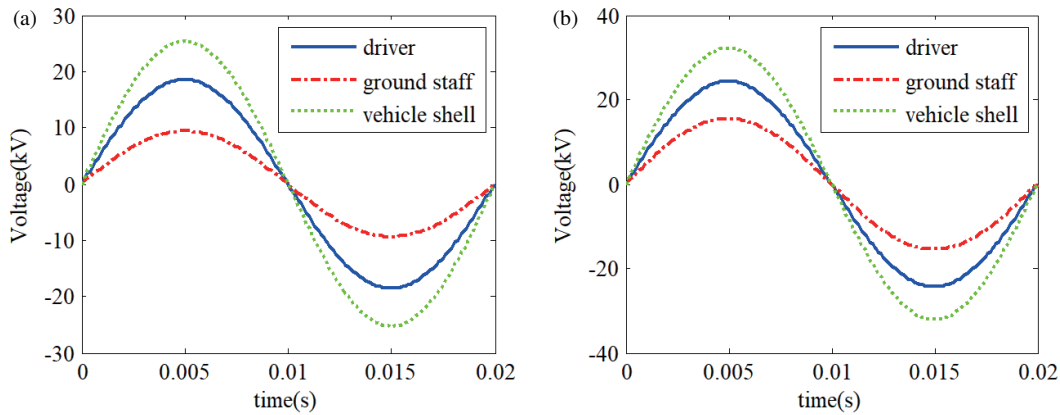 (a)
30
20
10
0
-10
-20
-30
Voltage(kV)
driver
ground staff
vehicle shell
0
0.005
0.01
0.015
0.02
time(s)
(b)
40
20
0
-20
-40
Voltage(kV)
driver
ground staff
vehicle shell
0
0.005
0.01
0.015
0.02
time(s)